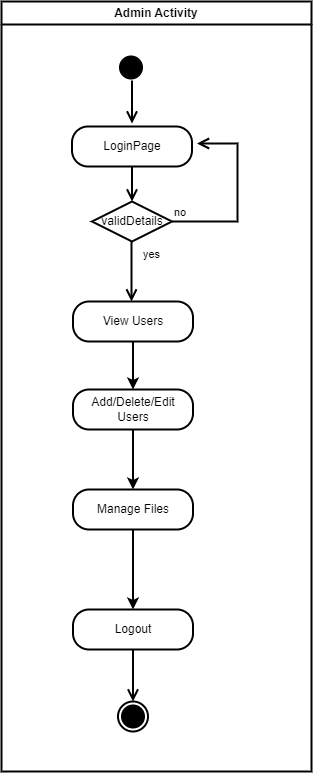 Admin Activity
LoginPage
validDetails
no
yes
View Users
Add/Delete/Edit
Users
Manage Files
Logout